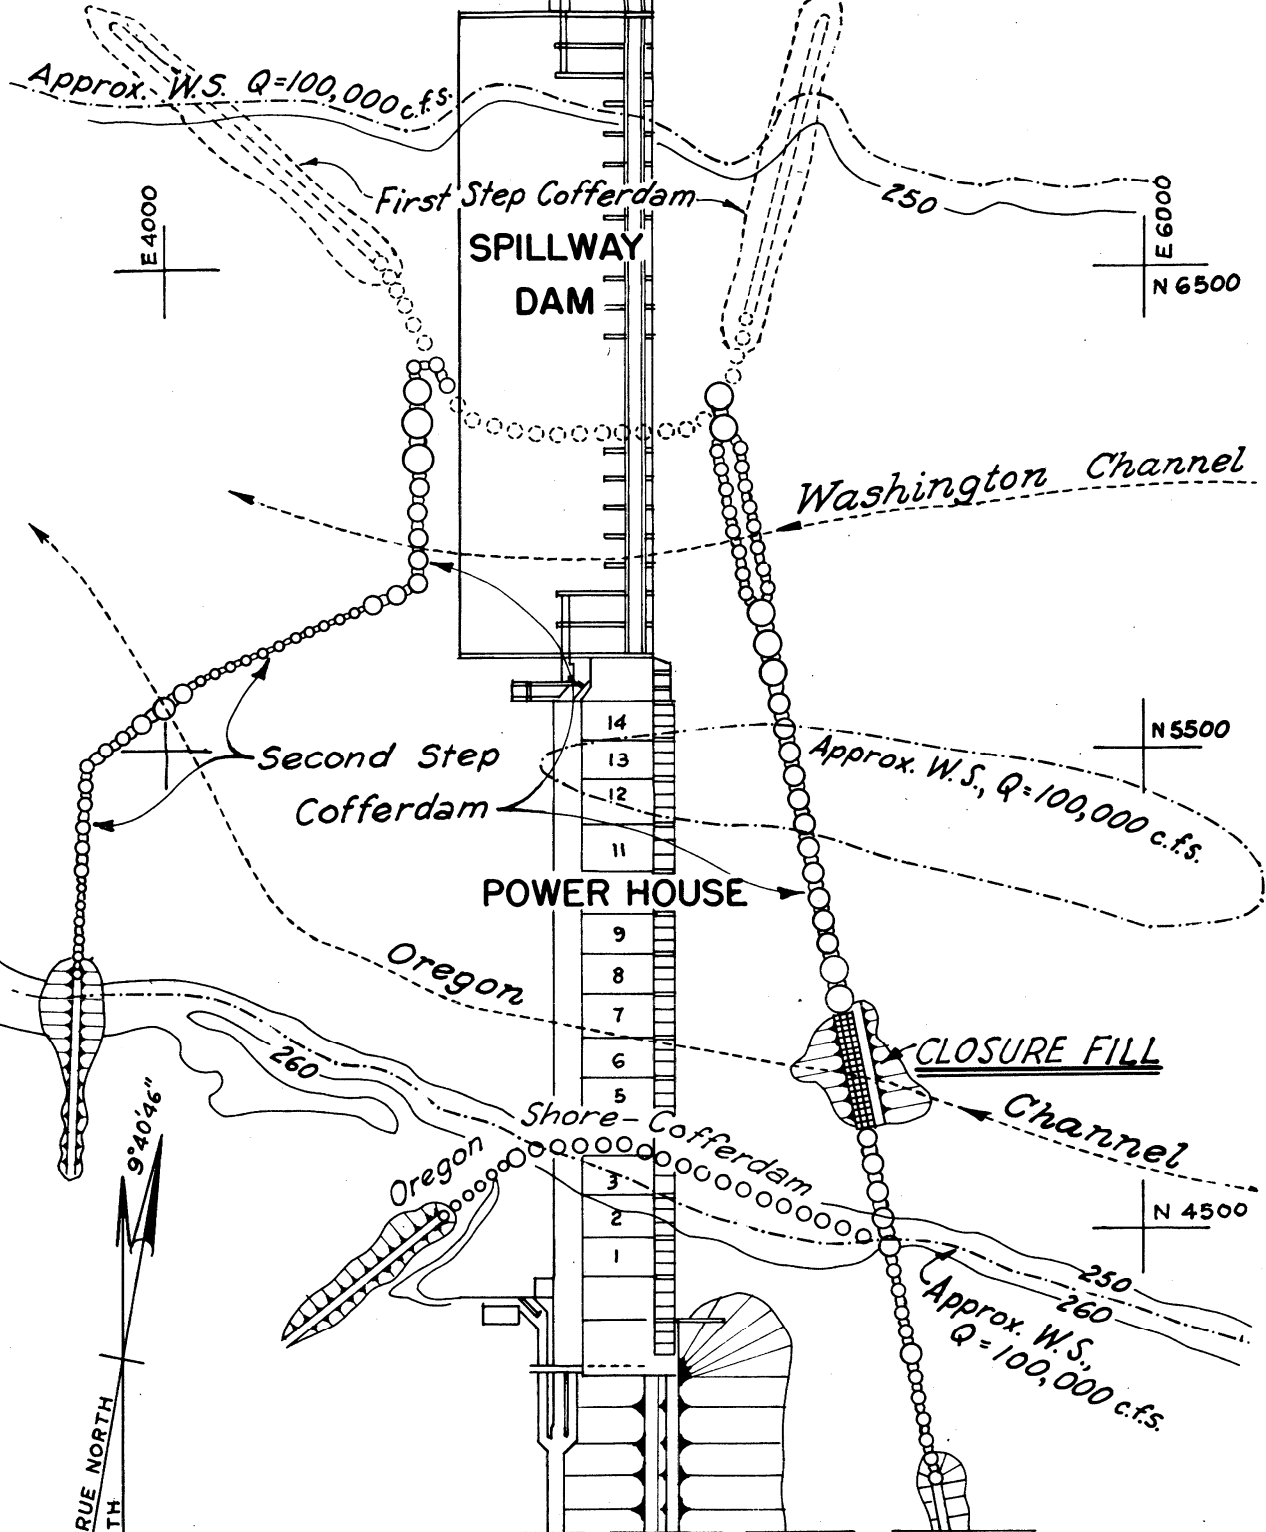 Approx. W.S. Q=100,000 c.f.s.
First Step Cofferdam
250
E 4000
E 6000
N 6500
SPILLWAY
DAM
Washington Channel
N 5500
14
13
12
11
Approx. W.S., Q=100,000 c.f.s.
Second Step
Cofferdam
POWER HOUSE
9
8
7
6
5
3
2
1
Oregon
Channel
CLOSURE FILL
260
Oregon
Shore-Cofferdam
9°40'46"
N 4500
250
260
Approx. W.S.,
Q=100,000 c.f.s.
RUE NORTH
TH